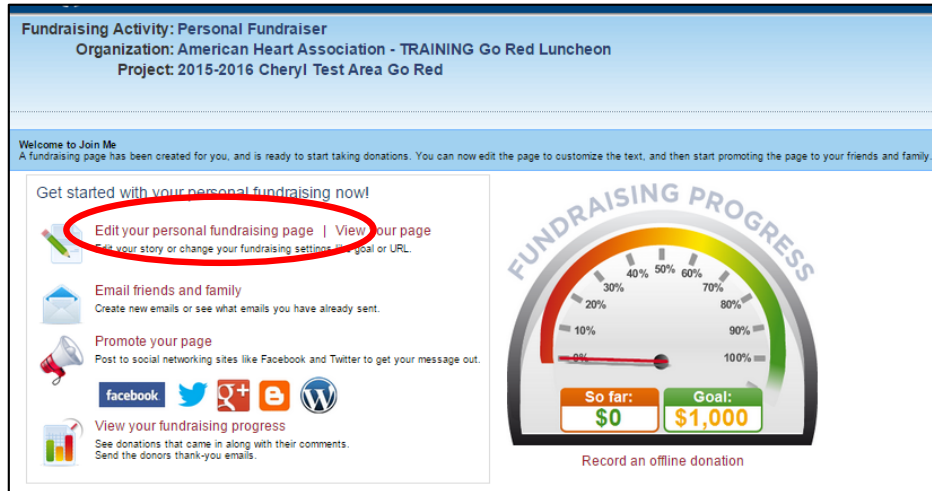 Fundraising Activity: Personal Fundraiser
Organization: American Heart Association - TRAINING Go Red Luncheon
Project: 2015-2016 Cheryl Test Area Go Red
Welcome to Join Me
A fundraising page has been created for you, and is ready to start taking donations. You can now edit the page to customize the text, and then start promoting the page to your friends and family.
Get started with your personal fundraising now!
Edit your personal fundraising page | View your page
Edit your story or change your fundraising settings like goal or URL.
Email friends and family
Create new emails or see what emails you have already sent.
Promote your page
Post to social networking sites like Facebook and Twitter to get your message out.
facebook
g+
View your fundraising progress
See donations that came in along with their comments.
Send the donors thank-you emails.
FUNDRAISING PROGRESS
0%
10%
20%
30%
40%
50%
60%
70%
80%
90%
100%
So far:
$0
Goal:
$1,000
Record an offline donation